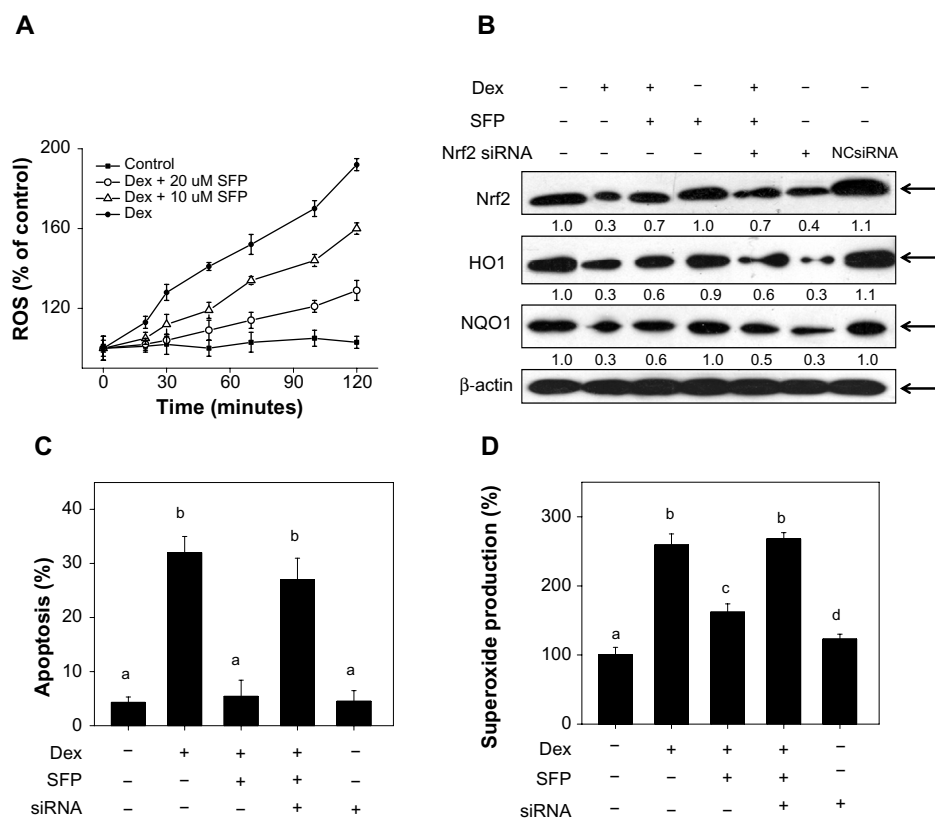 A
ROS (% of control)
200
160
120
100
Control
Dex + 20 uM SFP
Dex + 10 uM SFP
Dex
0 30 60 90 120
Time (minutes)
B
Dex – + + – + – –
SFP – – + + + – –
Nrf2 siRNA – – – – + + NCsiRNA
Nrf2
1.0 0.3 0.7 1.0 0.7 0.4 1.1
HO1
1.0 0.3 0.6 0.9 0.6 0.3 1.1
NQO1
1.0 0.3 0.6 1.0 0.5 0.3 1.0
β-actin
C
Apoptosis (%)
40
30
20
10
0
a b a b a
Dex – + + + –
SFP – – + + –
siRNA – – – + +
D
Superoxide production (%)
300
200
100
0
a b c b d
Dex – + + + –
SFP – – + + –
siRNA – – – + +